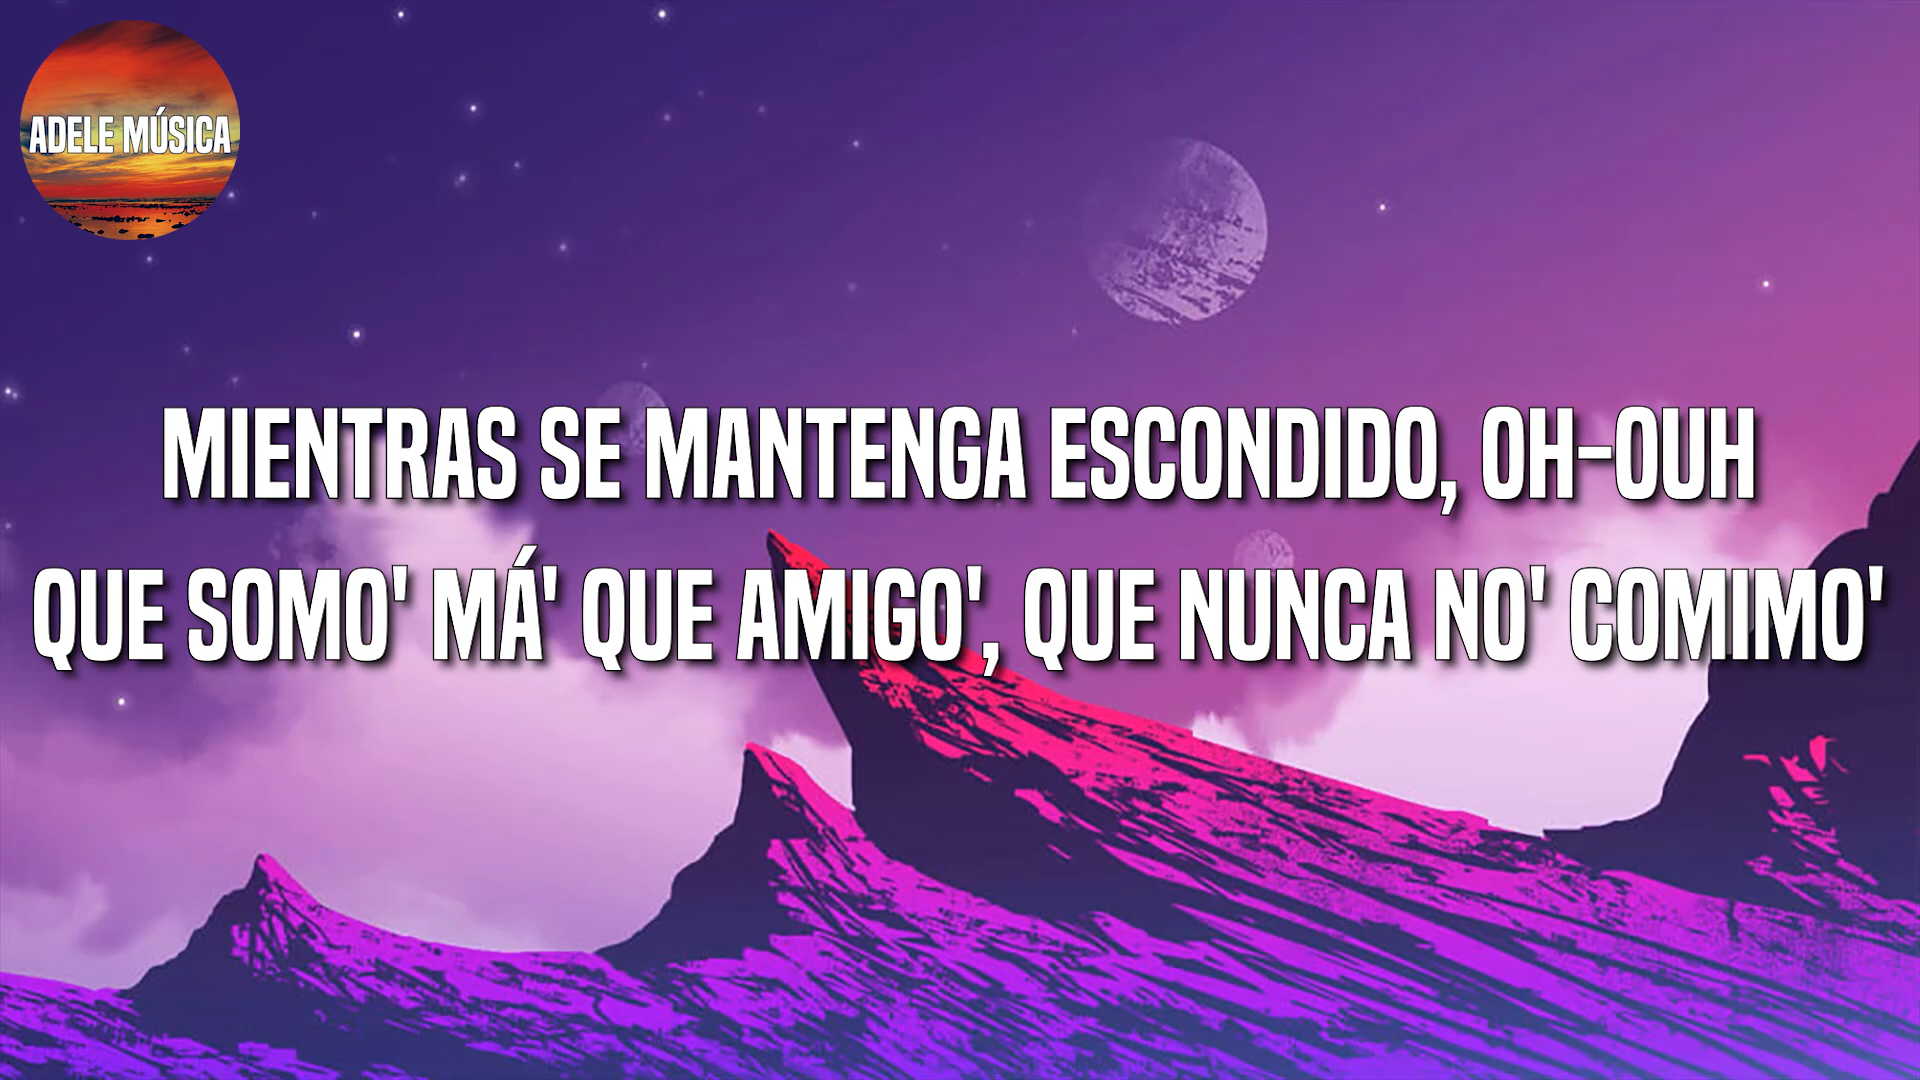 ADELE MÚSICA
MIENTRAS SE MANTENGA ESCONDIDO, OH-OUH
QUE SOMO' MÁ' QUE AMIGO', QUE NUNCA NO' COMIMO'